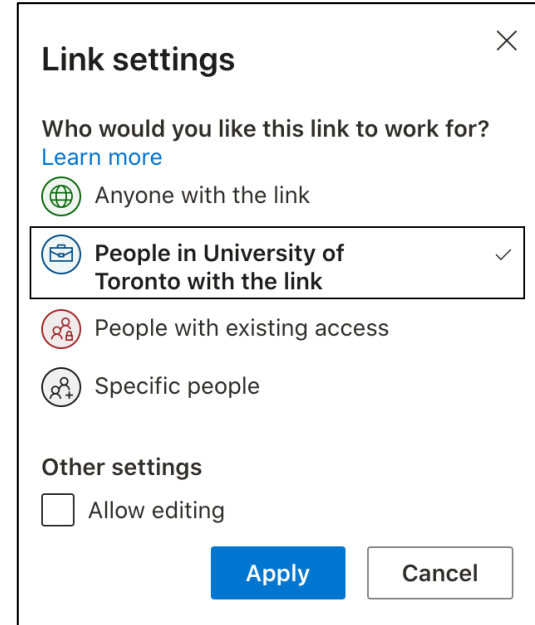 Link settings
Who would you like this link to work for?
Learn more
Anyone with the link
People in University of
Toronto with the link
People with existing access
Specific people
Other settings
Allow editing
Apply
Cancel